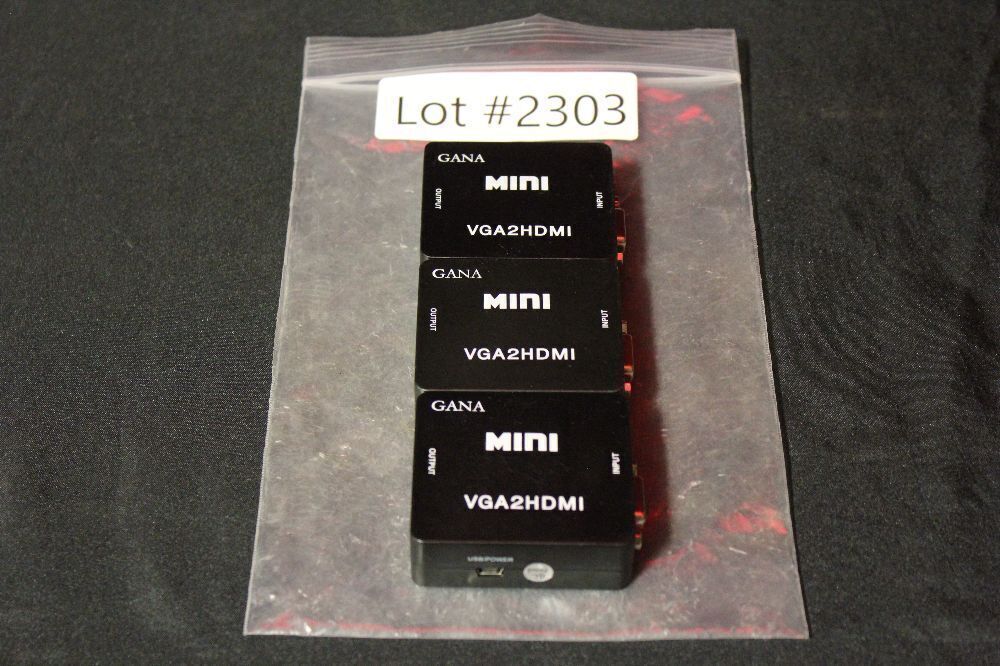 Lot #2303
GANA
MINI
OUTPUT
INPUT
VGA2HDMI
GANA
MINI
OUTPUT
INPUT
VGA2HDMI
GANA
MINI
OUTPUT
INPUT
VGA2HDMI
USB/POWER